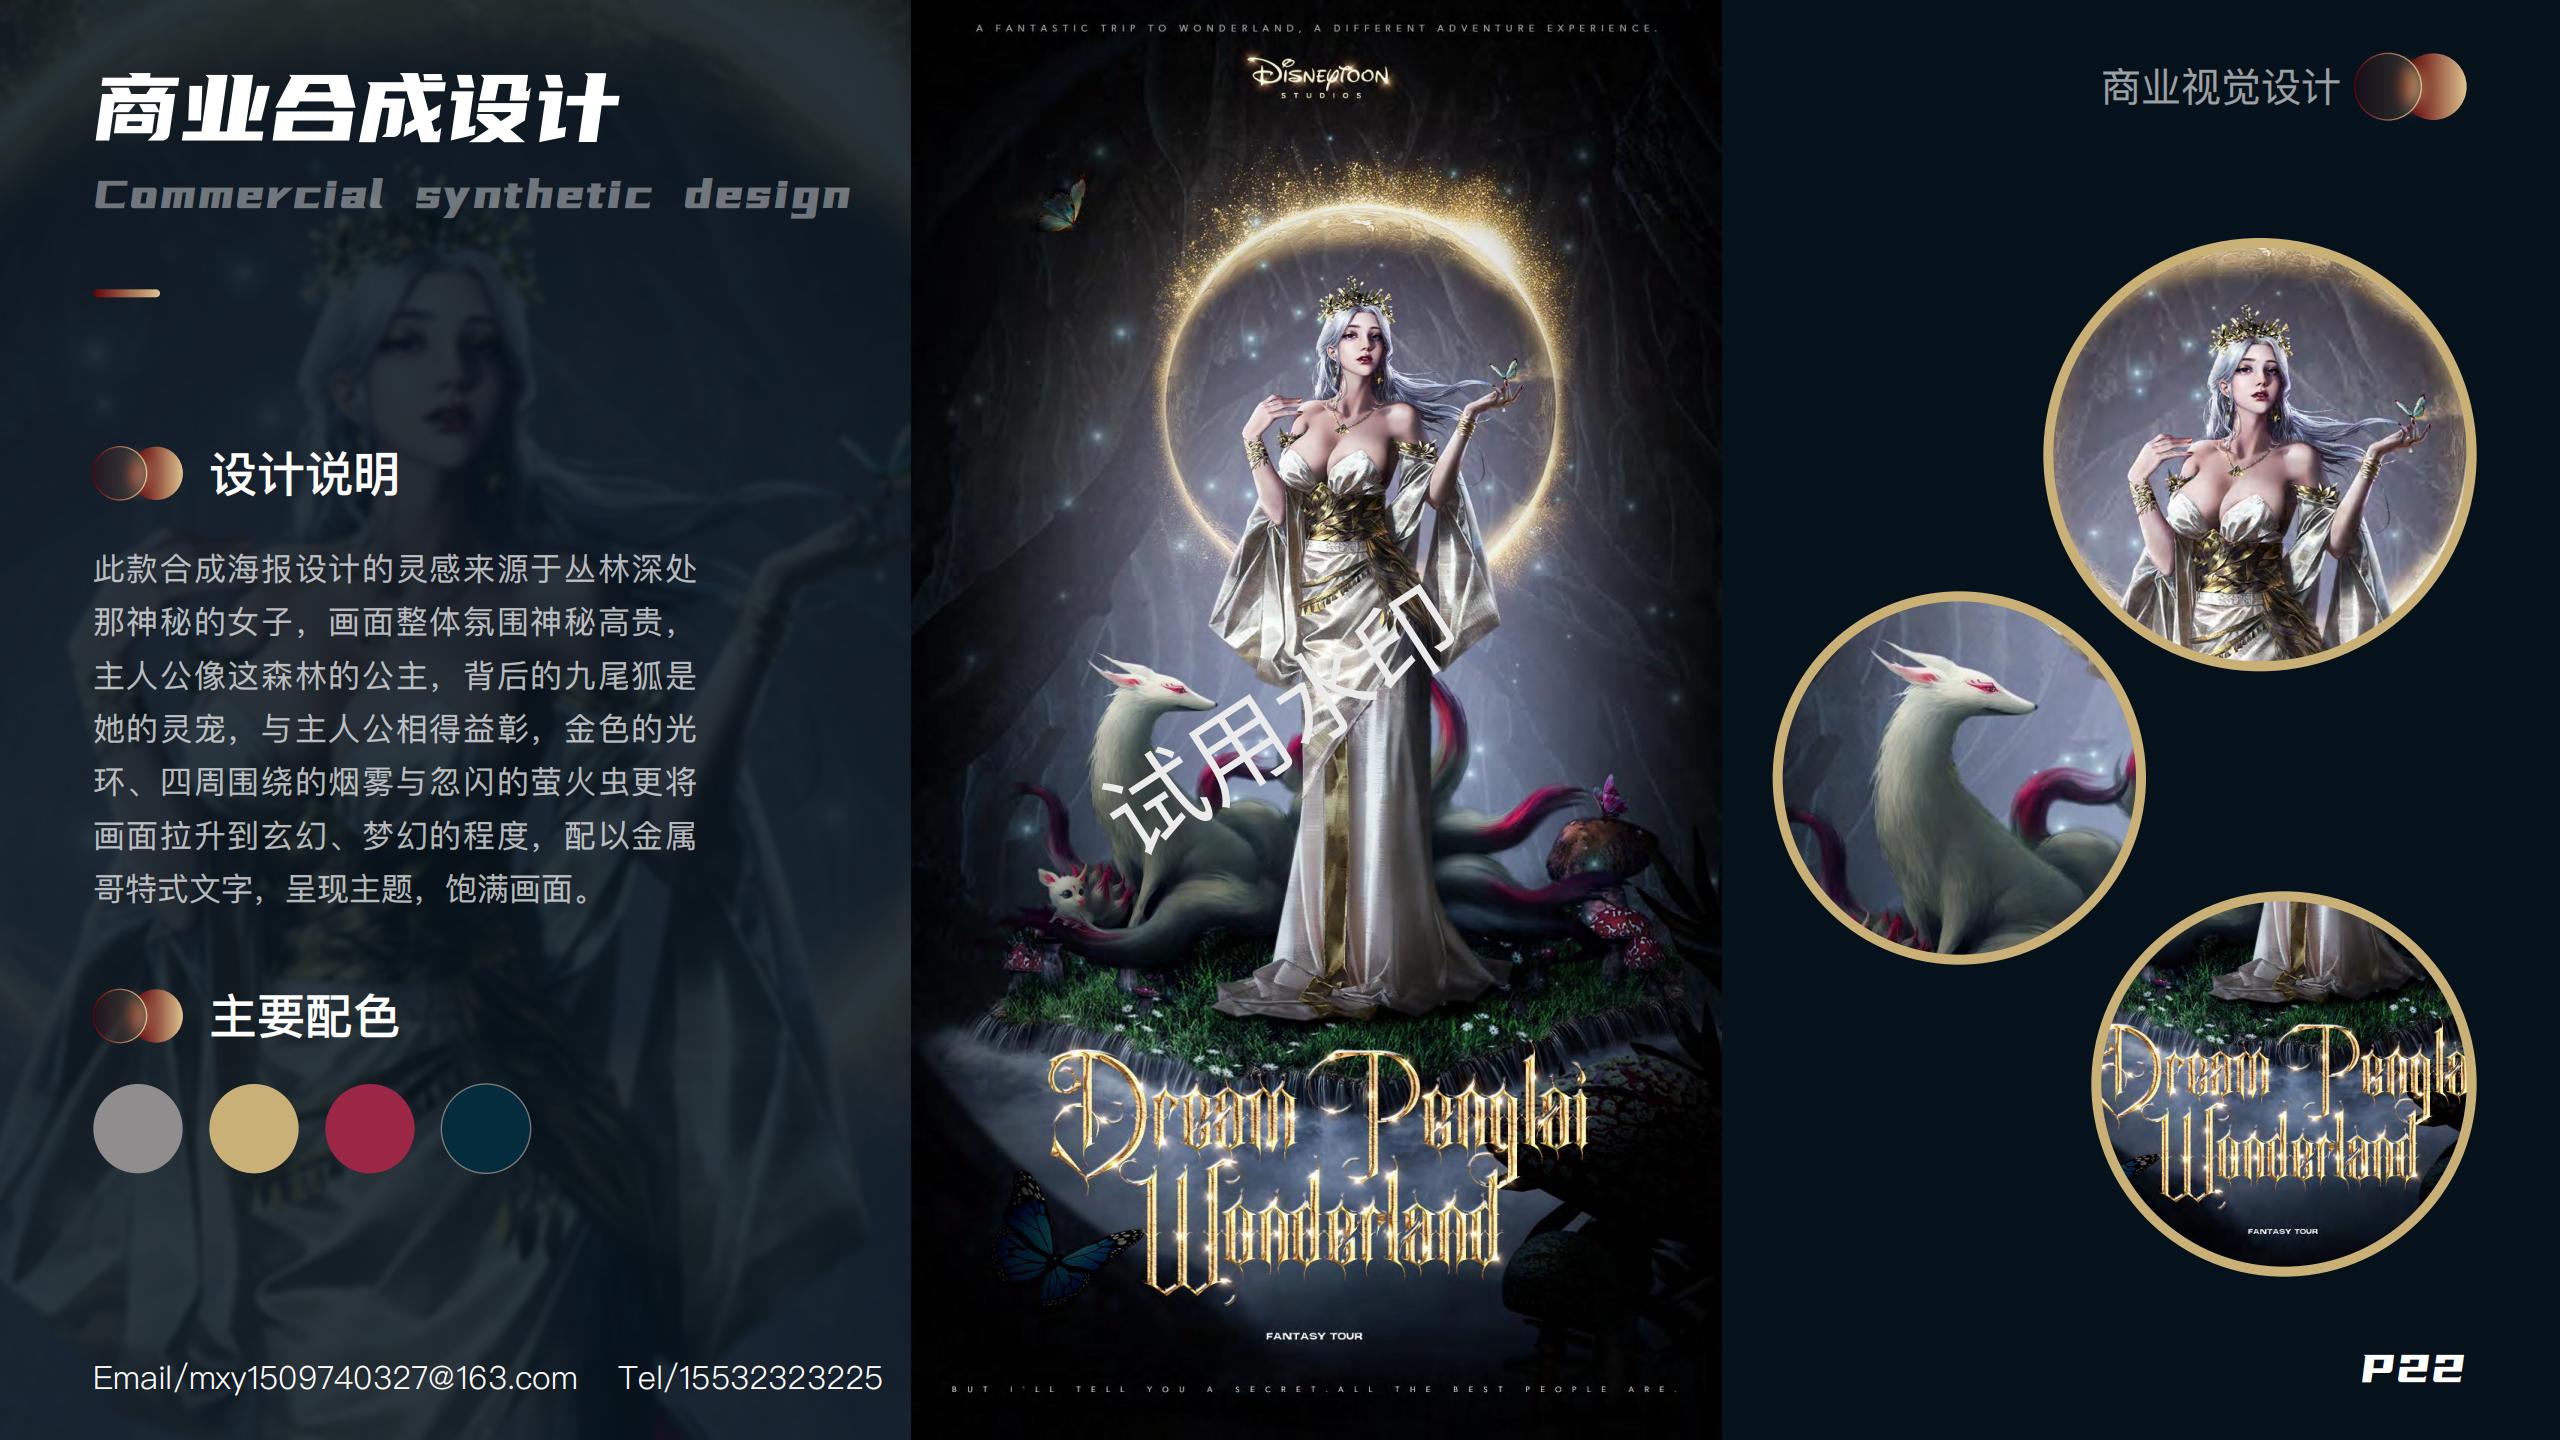 商业合成设计
Commercial synthetic design
设计说明
此款合成海报设计的灵感来源于丛林深处
那神秘的女子，画面整体氛围神秘高贵，
主人公像这森林的公主，背后的九尾狐是
她的灵宠，与主人公相得益彰，金色的光
环、四周围绕的烟雾与忽闪的萤火虫更将
画面拉升到玄幻、梦幻的程度，配以金属
哥特式文字，呈现主题，饱满画面。
主要配色
Email/mxy1509740327@163.com Tel/15532323225
A FANTASTIC TRIP TO WONDERLAND, A DIFFERENT ADVENTURE EXPERIENCE.
DISNEYTOON
STUDIOS
试用水印
Dream Penglai
Wonderland
FANTASY TOUR
BUT I'LL TELL YOU A SECRET.ALL THE BEST PEOPLE ARE.
商业视觉设计
Dream Pengla
Wonderland
FANTASY TOUR
P22